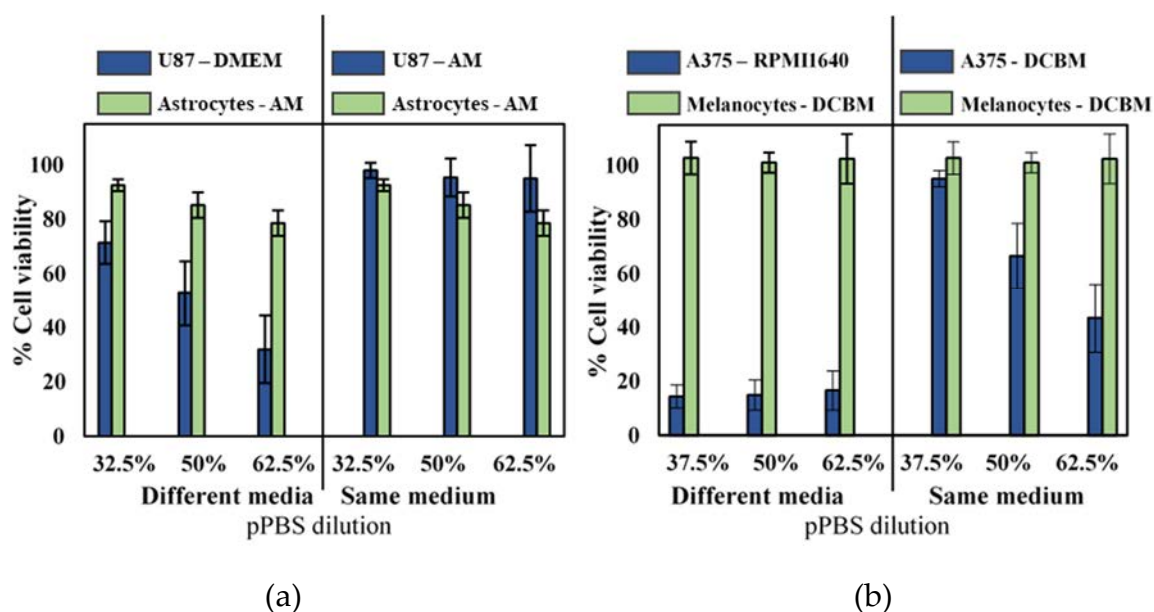 U87 – DMEM
Astrocytes - AM
U87 – AM
Astrocytes - AM
% Cell viability
100
80
60
40
20
0
32.5% 50% 62.5% 32.5% 50% 62.5%
Different media Same medium
pPBS dilution
(a)
A375 – RPMI1640
Melanocytes - DCBM
A375 - DCBM
Melanocytes - DCBM
% Cell viability
100
80
60
40
20
0
37.5% 50% 62.5% 37.5% 50% 62.5%
Different media Same medium
pPBS dilution
(b)